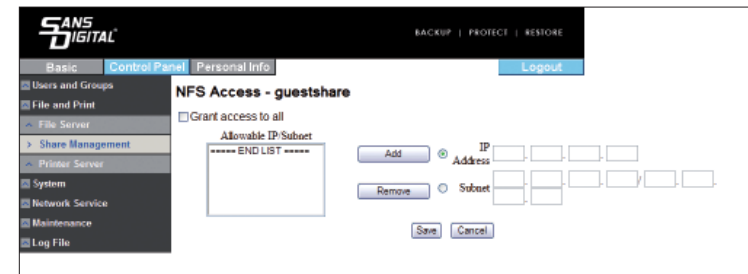 SANS
DIGITAL
BACKUP | PROTECT | RESTORE
Basic Control Panel Personal Info Logout
Users and Groups
File and Print
File Server
> Share Management
Printer Server
System
Network Service
Maintenance
Log File
NFS Access - guestshare
Grant access to all
Allowable IP/Subnet
===== END LIST =====
Add
IP Address
. . .
Remove
Subnet
. . . / . . .
Save Cancel